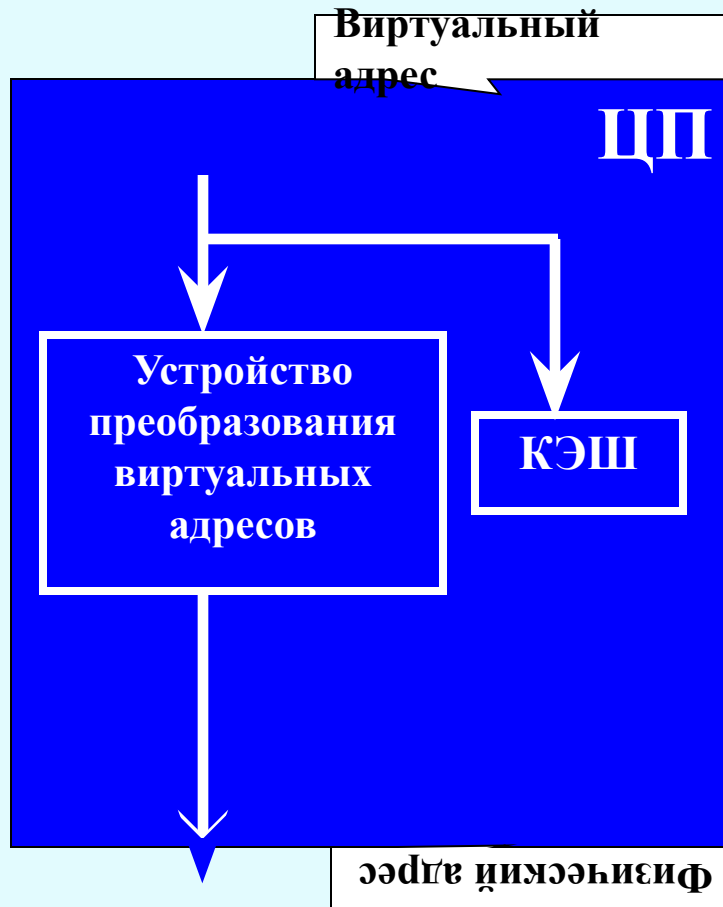 Виртуальный
адрес
ЦП
Устройство
преобразования
виртуальных
адресов
КЭШ
Физический адрес